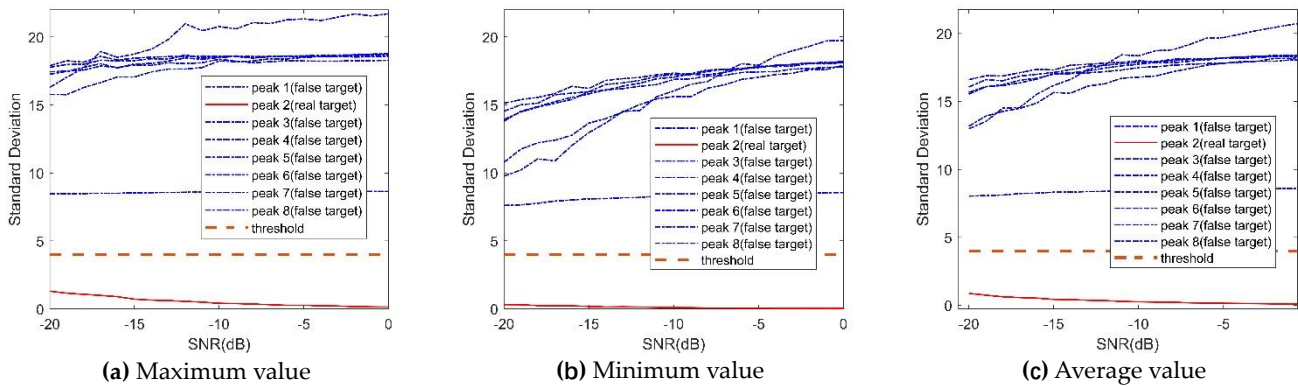 20
15
10
5
0
Standard Deviation
-20
-15
-10
-5
0
SNR(dB)
peak 1(false target)
peak 2(real target)
peak 3(false target)
peak 4(false target)
peak 5(false target)
peak 6(false target)
peak 7(false target)
peak 8(false target)
threshold
(a) Maximum value
20
15
10
5
0
Standard Deviation
-20
-15
-10
-5
0
SNR(dB)
peak 1(false target)
peak 2(real target)
peak 3(false target)
peak 4(false target)
peak 5(false target)
peak 6(false target)
peak 7(false target)
peak 8(false target)
threshold
(b) Minimum value
20
15
10
5
0
Standard Deviation
-20
-15
-10
-5
SNR(dB)
peak 1(false target)
peak 2(real target)
peak 3(false target)
peak 4(false target)
peak 5(false target)
peak 6(false target)
peak 7(false target)
peak 8(false target)
threshold
(c) Average value